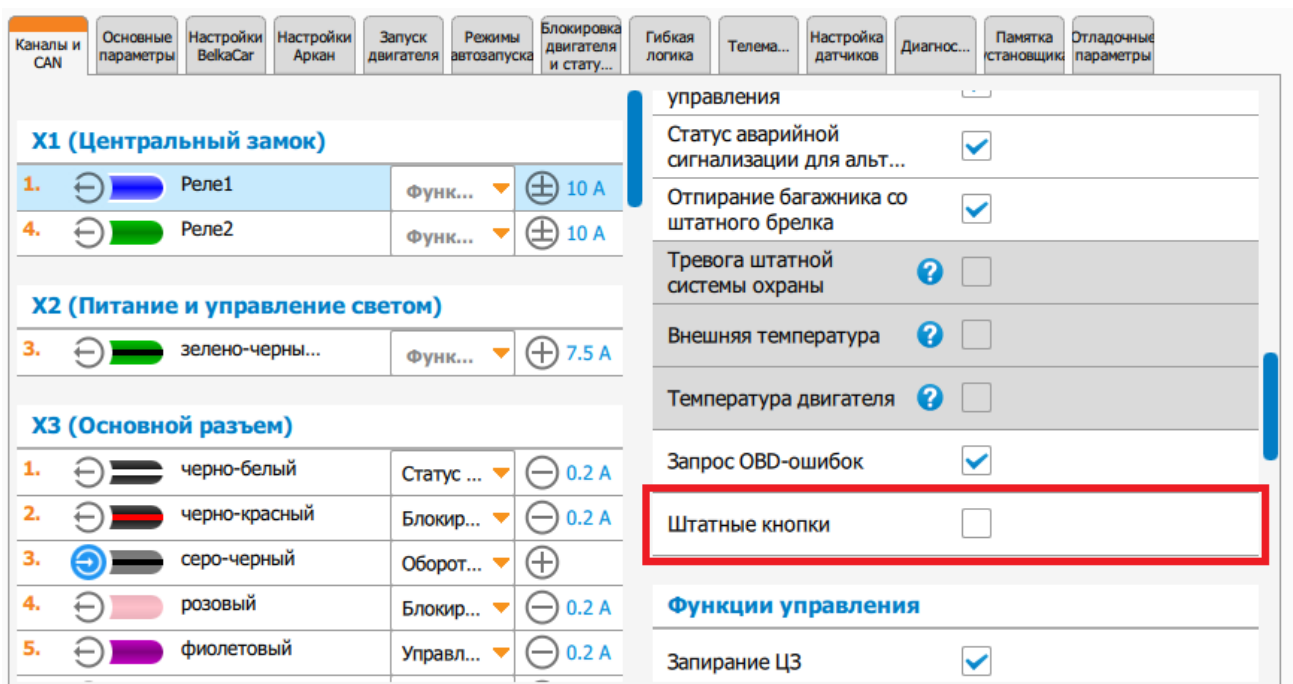 Каналы и
CAN
Основные
параметры
Настройки
BelkaCar
Настройки
Аркан
Запуск
двигателя
Режимы
автозапуска
Блокировка
двигателя
и стату...
Гибкая
логика
Телема...
Настройка
датчиков
Диагнос...
Памятка
установщика
Отладочные
параметры
X1 (Центральный замок)
1. Реле1 Функ... 10 A
4. Реле2 Функ... 10 A
X2 (Питание и управление светом)
3. зелено-черны... Функ... 7.5 A
X3 (Основной разъем)
1. черно-белый Статус ... 0.2 A
2. черно-красный Блокир... 0.2 A
3. серо-черный Оборот...
4. розовый Блокир... 0.2 A
5. фиолетовый Управл... 0.2 A
управления
Статус аварийной
сигнализации для альт...
Отпирание багажника со
штатного брелка
Тревога штатной
системы охраны ?
Внешняя температура ?
Температура двигателя ?
Запрос OBD-ошибок
Штатные кнопки
Функции управления
Запирание ЦЗ